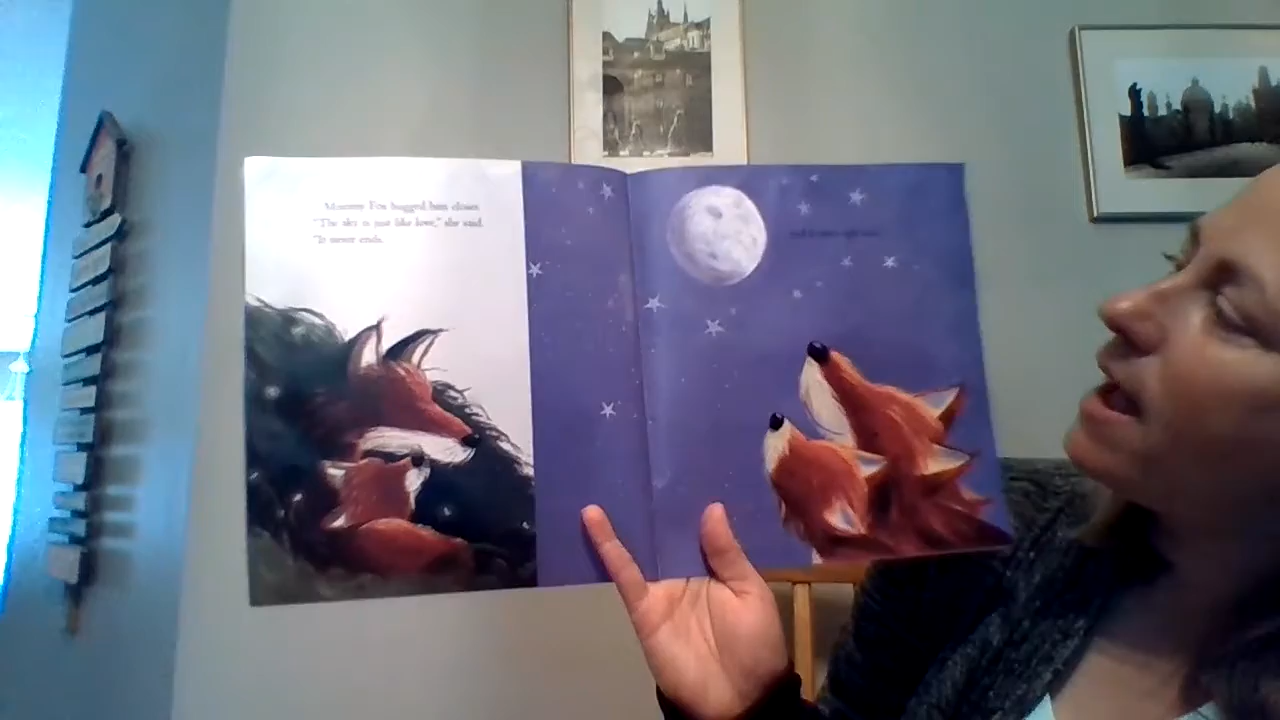 Mummy Fox hugged him closer.
"The sky is just like love," she said.
"It never ends.